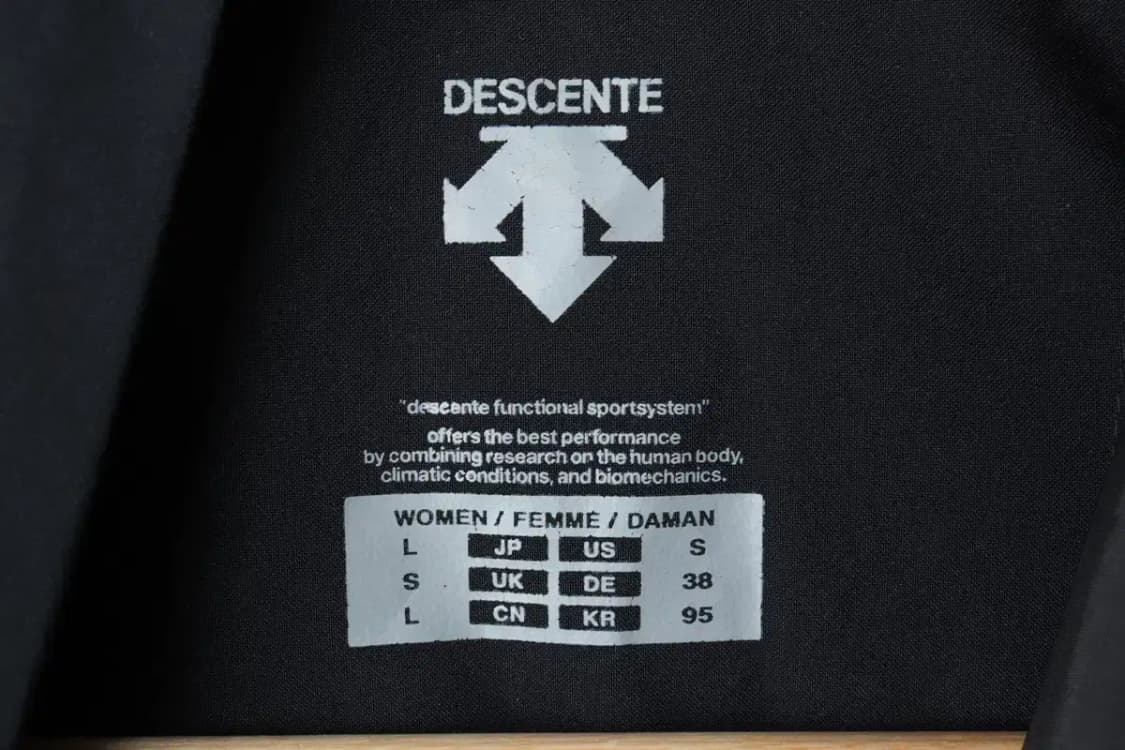 DESCENTE
"descente functional sportsystem"
offers the best performance
by combining research on the human body,
climatic conditions, and biomechanics.
WOMEN / FEMME / DAMAN
L JP US S
S UK DE 38
L CN KR 95